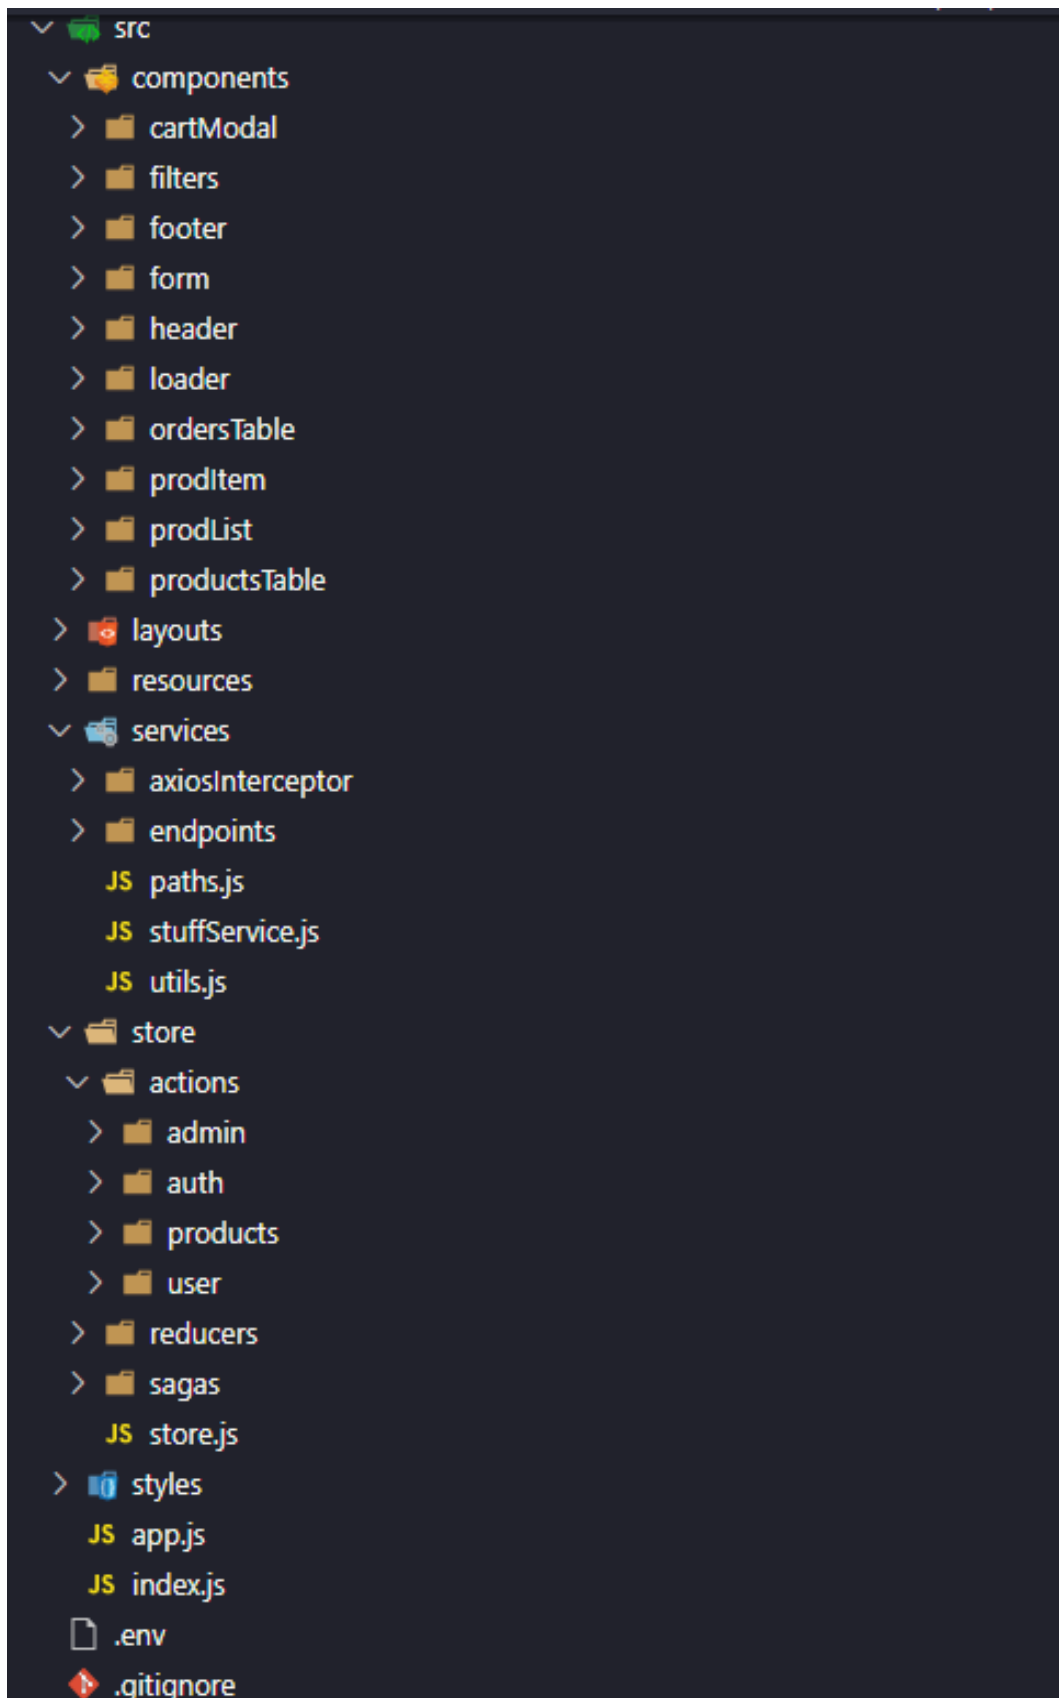 src
components
cartModal
filters
footer
form
header
loader
ordersTable
prodItem
prodList
productsTable
layouts
resources
services
axiosInterceptor
endpoints
JS paths.js
JS stuffService.js
JS utils.js
store
actions
admin
auth
products
user
reducers
sagas
JS store.js
styles
JS app.js
JS index.js
.env
.gitignore